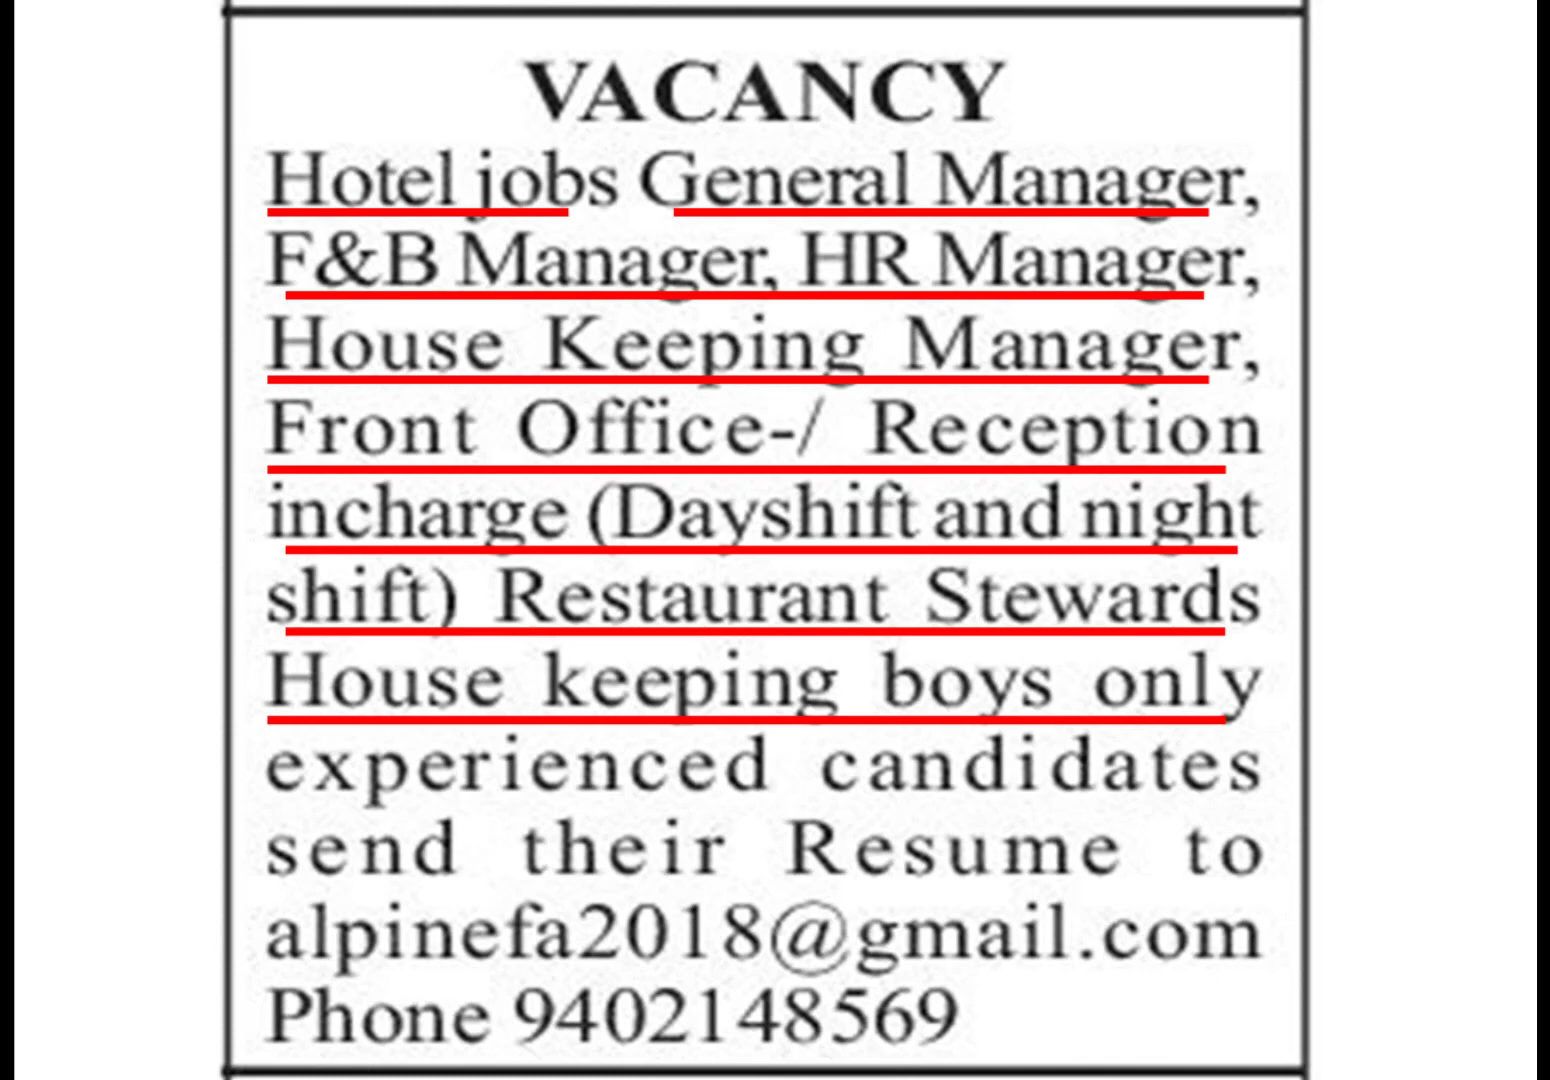 VACANCY
Hotel jobs General Manager,
F&B Manager, HR Manager,
House Keeping Manager,
Front Office-/ Reception
incharge (Dayshift and night
shift) Restaurant Stewards
House keeping boys only
experienced candidates
send their Resume to
alpinefa2018@gmail.com
Phone 9402148569